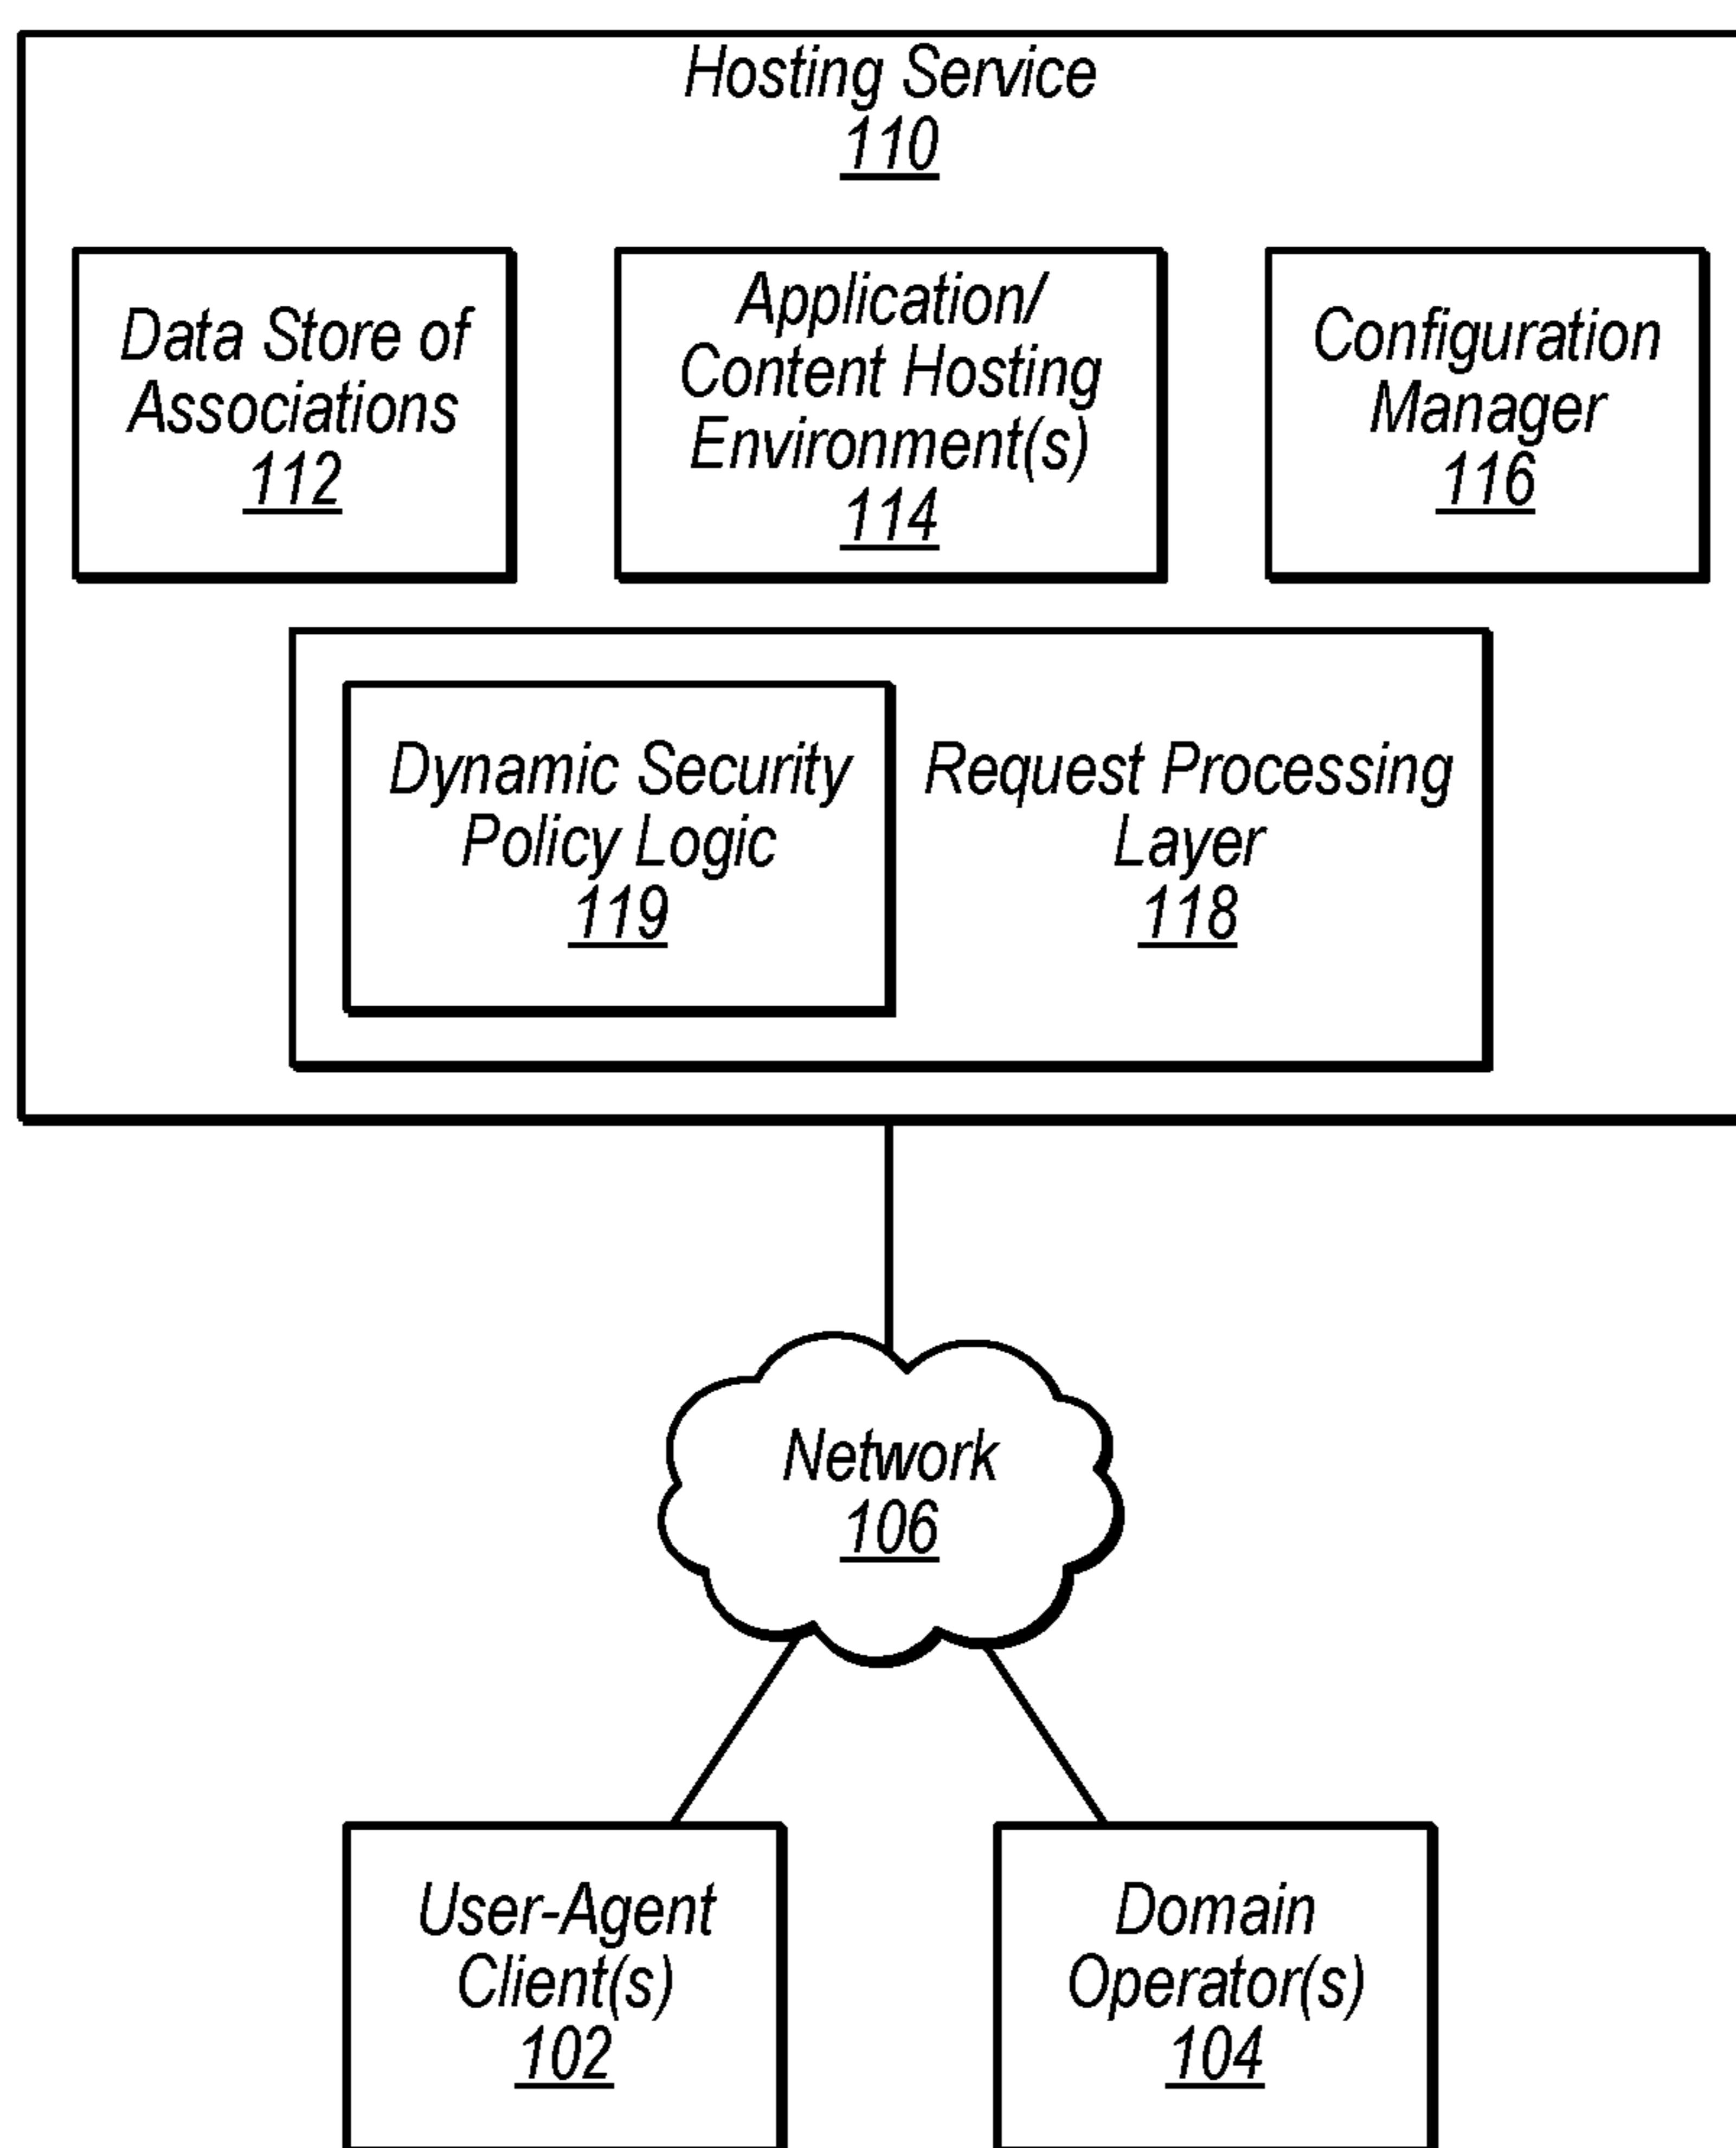 Hosting Service
110
Data Store of
Associations
112
Application/
Content Hosting
Environment(s)
114
Configuration
Manager
116
Dynamic Security
Policy Logic
119
Request Processing
Layer
118
Network
106
User-Agent
Client(s)
102
Domain
Operator(s)
104